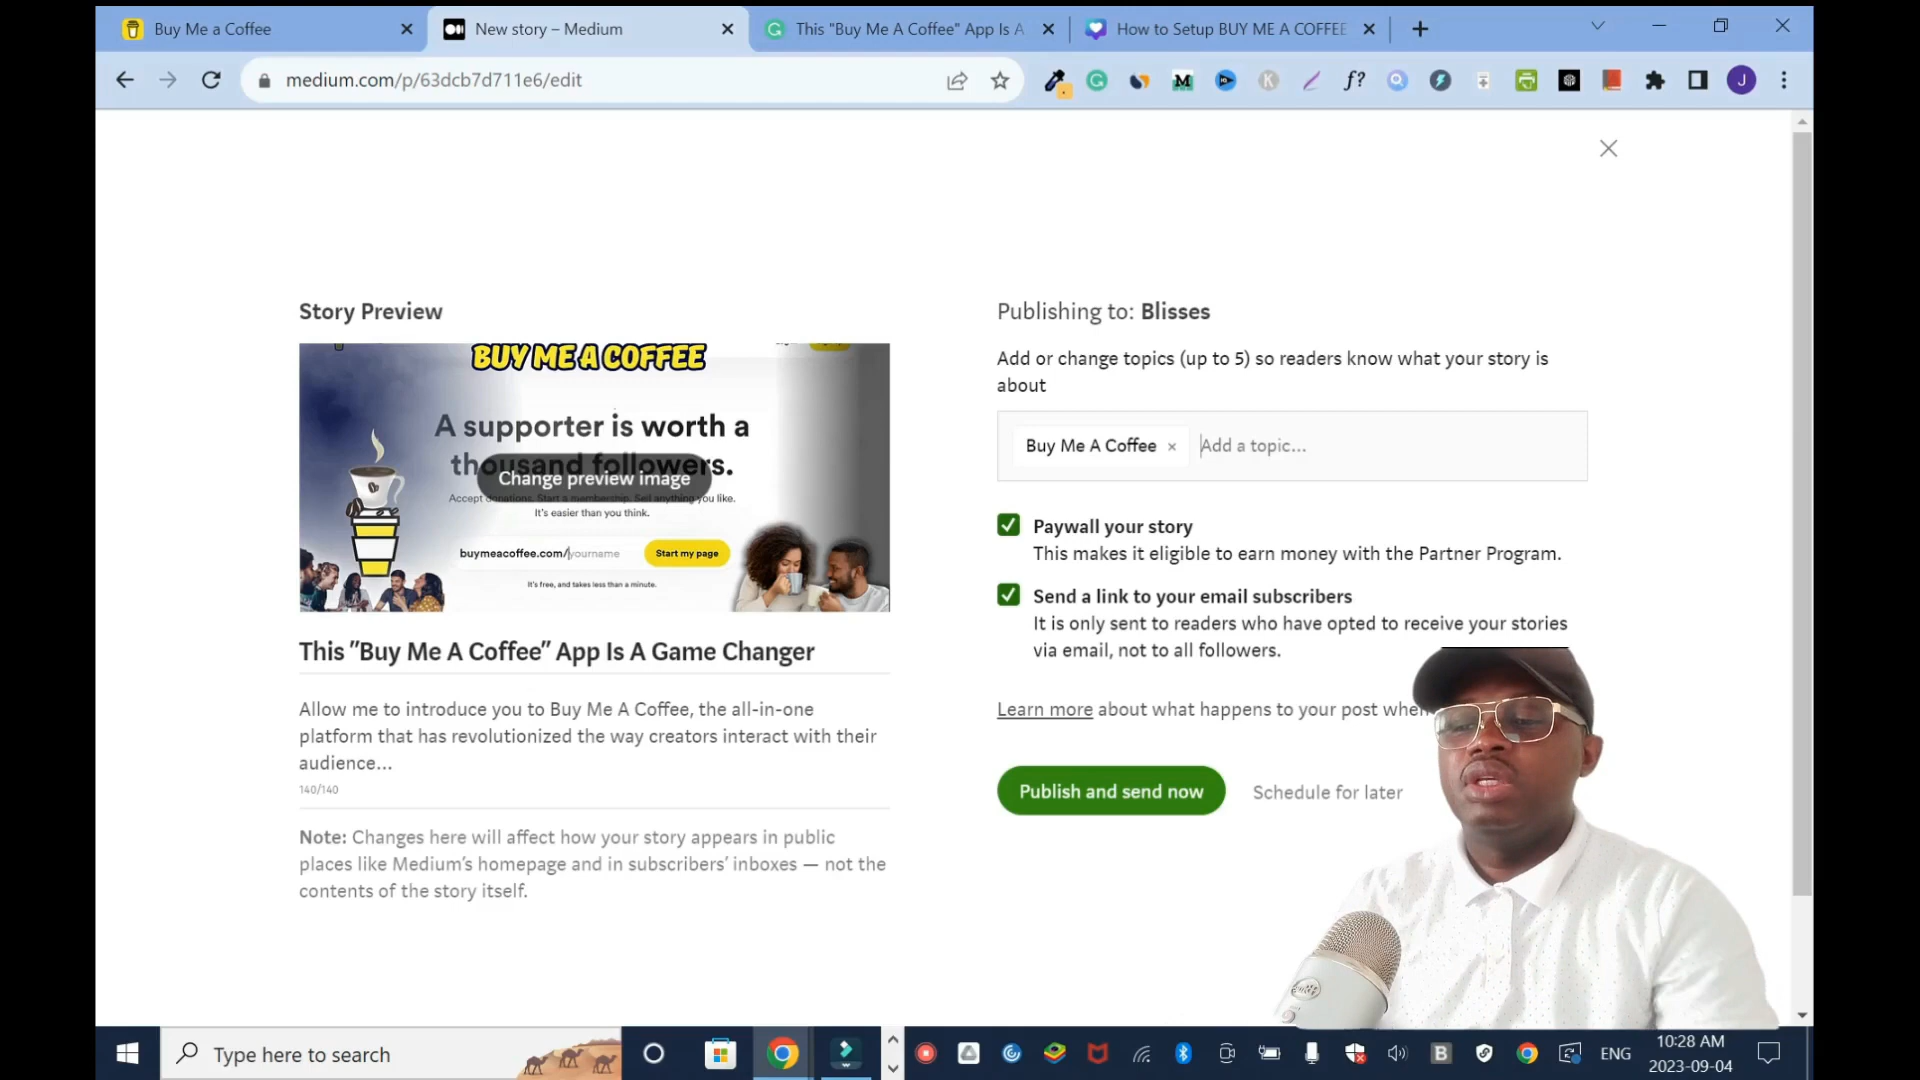 Buy Me a Coffee
New story – Medium
This "Buy Me A Coffee" App Is A
How to Setup BUY ME A COFFEE
medium.com/p/63dcb7d711e6/edit
J
Story Preview
BUY ME A COFFEE
A supporter is worth a
thousand followers.
Change preview image
Accept donations. Start a membership. Sell anything you like.
It's easier than you think.
buymeacoffee.com/yourname
Start my page
It's free, and takes less than a minute.
This "Buy Me A Coffee" App Is A Game Changer
Allow me to introduce you to Buy Me A Coffee, the all-in-one
platform that has revolutionized the way creators interact with their
audience...
140/140
Note: Changes here will affect how your story appears in public
places like Medium's homepage and in subscribers' inboxes — not the
contents of the story itself.
Publishing to: Blisses
Add or change topics (up to 5) so readers know what your story is
about
Buy Me A Coffee × Add a topic...
Paywall your story
This makes it eligible to earn money with the Partner Program.
Send a link to your email subscribers
It is only sent to readers who have opted to receive your stories
via email, not to all followers.
Learn more about what happens to your post when
Publish and send now
Schedule for later
Type here to search
ENG
10:28 AM
2023-09-04